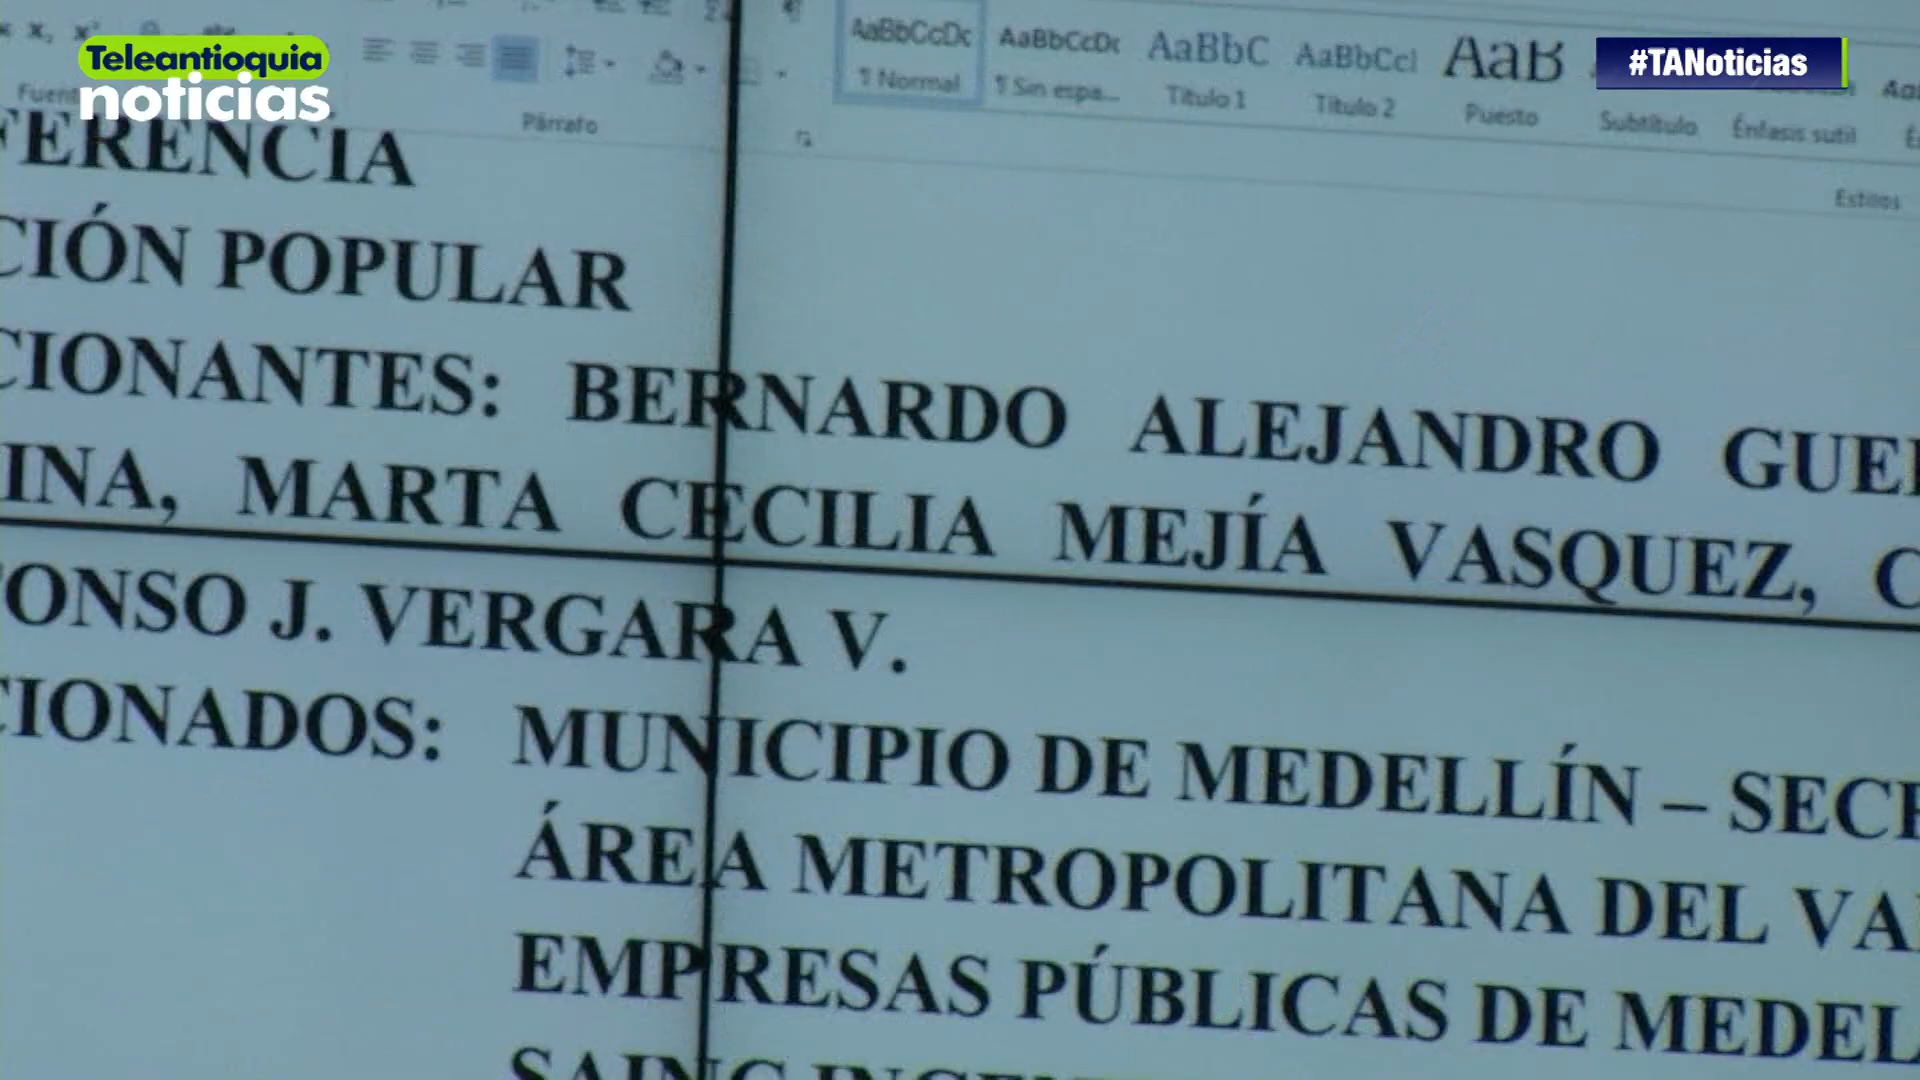 Teleantioquia
noticias
#TANoticias
AaBbCcDc AaBbCcDc AaBbC AaBbCcl AaB
¶ Normal ¶ Sin espa... Título 1 Título 2 Puesto Subtítulo Énfasis sutil
Párrafo
Estilos
FERENCIA
CIÓN POPULAR
CIONANTES: BERNARDO ALEJANDRO GUER
INA, MARTA CECILIA MEJÍA VASQUEZ, C
ONSO J. VERGARA V.
CIONADOS: MUNICIPIO DE MEDELLÍN – SECR
ÁREA METROPOLITANA DEL VA
EMPRESAS PÚBLICAS DE MEDEL